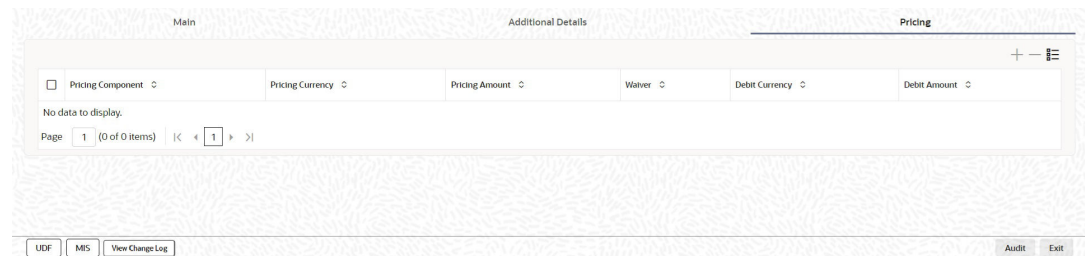 Main Additional Details Pricing
Pricing Component Pricing Currency Pricing Amount Waiver Debit Currency Debit Amount
No data to display.
Page 1 (0 of 0 items) 1
UDF MIS View Change Log Audit Exit